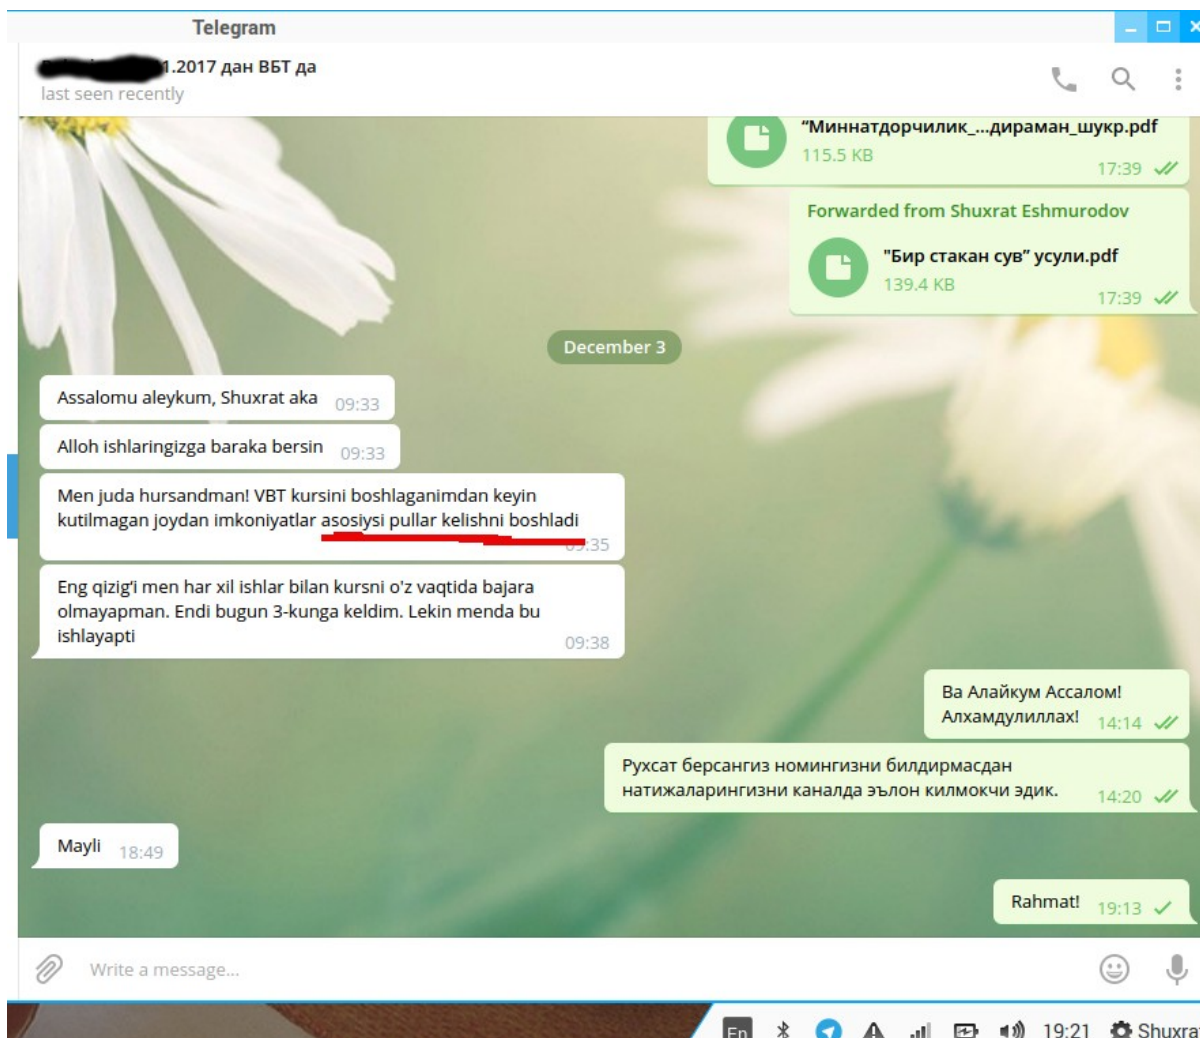 Telegram
1.2017 дан ВБТ да
last seen recently
“Миннатдорчилик_...дираман_шукр.pdf
115.5 KB
17:39
Forwarded from Shuxrat Eshmurodov
"Бир стакан сув” усули.pdf
139.4 KB
17:39
December 3
Assalomu aleykum, Shuxrat aka 09:33
Alloh ishlaringizga baraka bersin 09:33
Men juda hursandman! VBT kursini boshlaganimdan keyin
kutilmagan joydan imkoniyatlar asosiysi pullar kelishni boshladi
09:35
Eng qizig'i men har xil ishlar bilan kursni o'z vaqtida bajara
olmayapman. Endi bugun 3-kunga keldim. Lekin menda bu
ishlayapti
09:38
Ва Алайкум Ассалом!
Алхамдулиллах! 14:14
Рухсат берсангиз номингизни билдирмасдан
натижаларингизни каналда эълон килмокчи эдик. 14:20
Mayli 18:49
Rahmat! 19:13
Write a message...
En 19:21 Shuxra